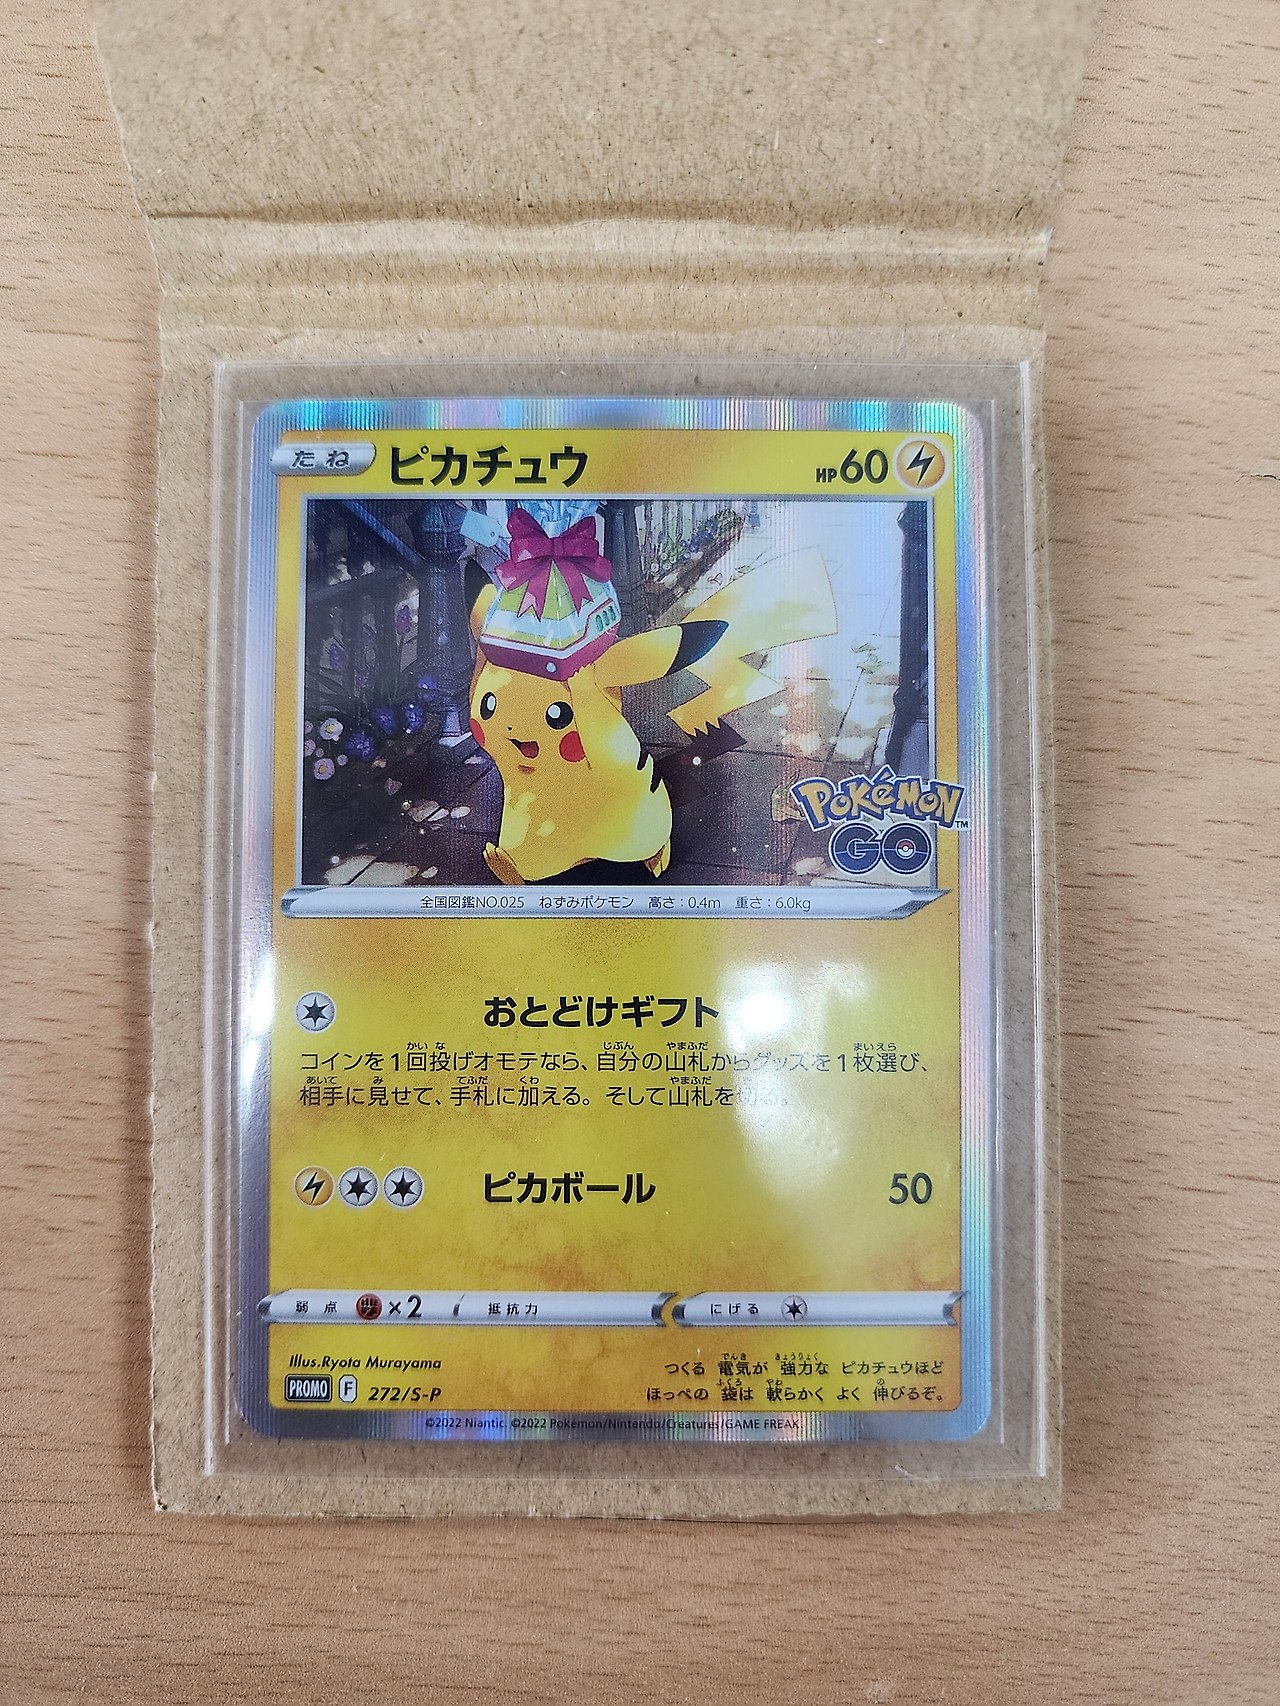 たね ピカチュウ HP60
Pokémon GO™
全国図鑑NO.025 ねずみポケモン 高さ：0.4m 重さ：6.0kg
おとどけギフト
コインを1回投げオモテなら、自分の山札からグッズを1枚選び、
相手に見せて、手札に加える。そして山札を切る。
ピカボール 50
弱点 ×2 抵抗力 にげる
Illus.Ryota Murayama
PROMO F 272/S-P
つくる 電気が 強力な ピカチュウほど
ほっぺの 袋は 軟らかく よく 伸びるぞ。
©2022 Niantic. ©2022 Pokémon/Nintendo/Creatures/GAME FREAK.